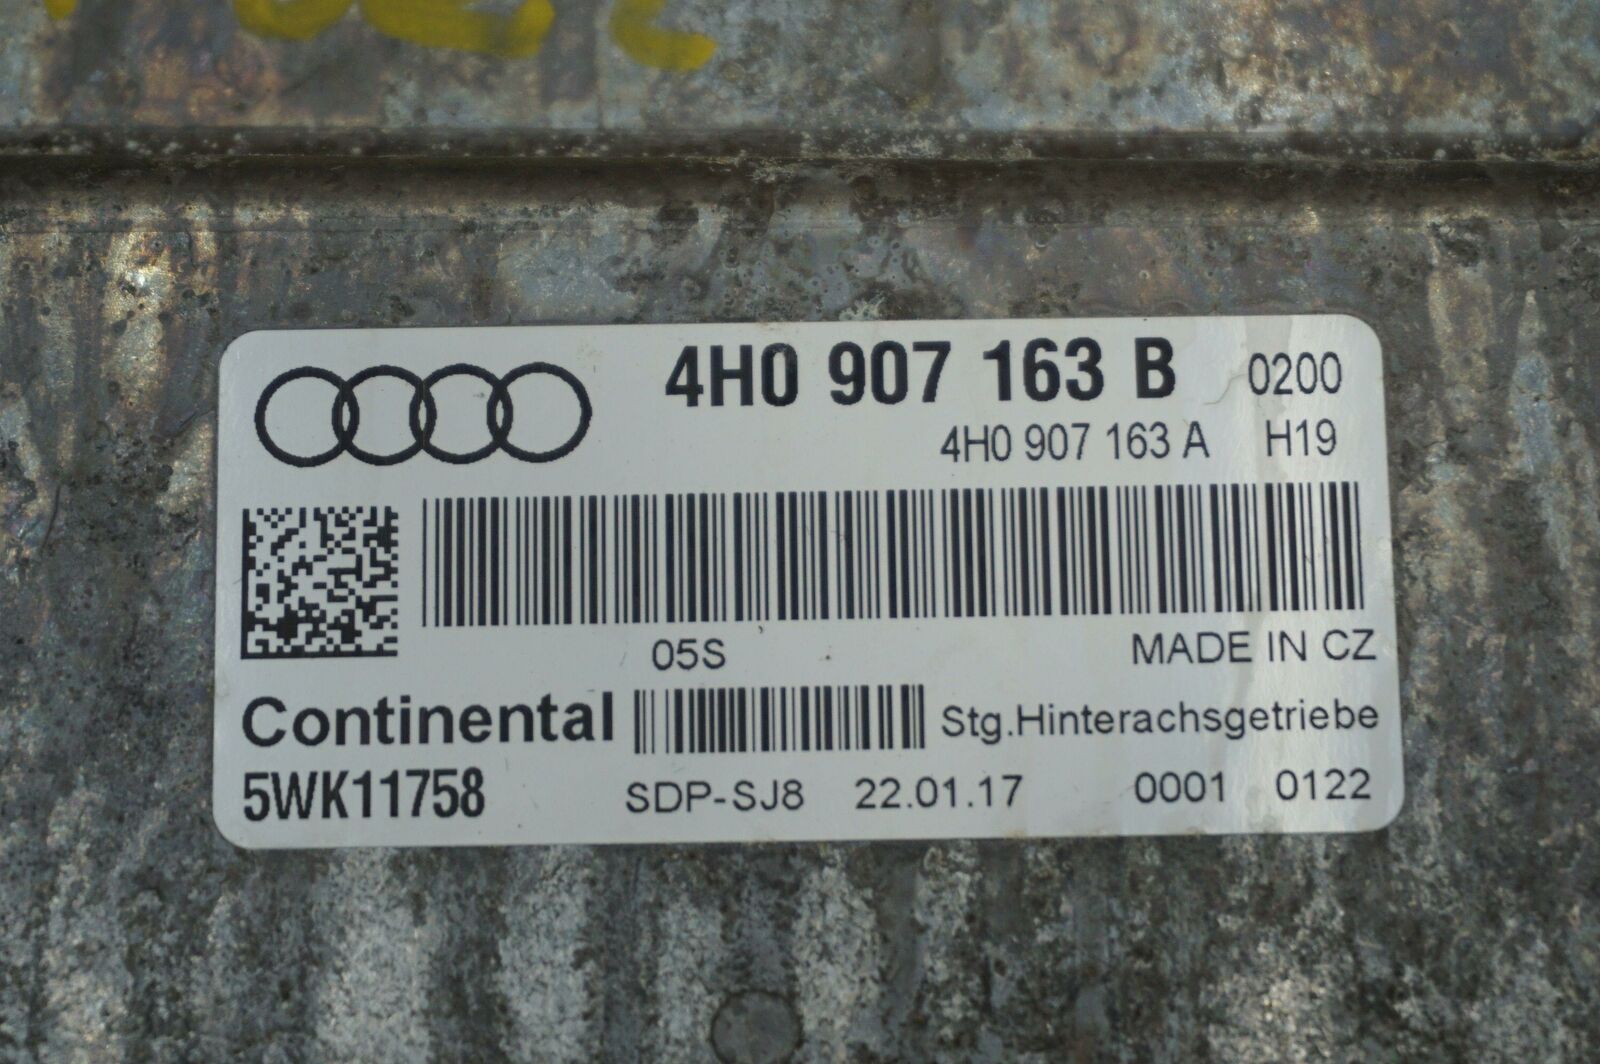 4H0 907 163 B 0200
4H0 907 163 A H19
05S MADE IN CZ
Continental Stg.Hinterachsgetriebe
5WK11758 SDP-SJ8 22.01.17 0001 0122